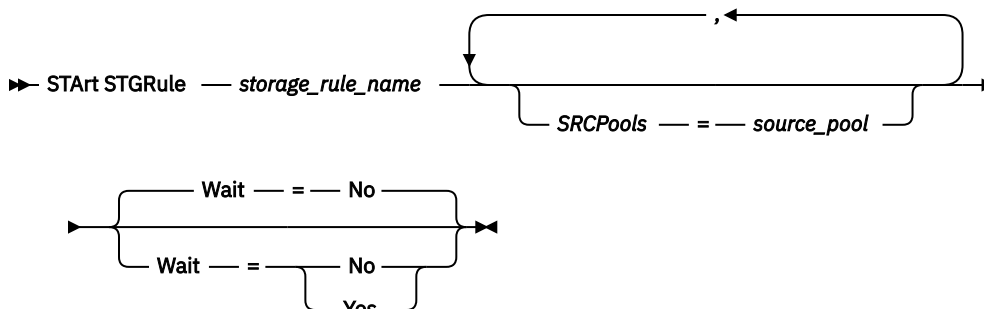 ,
STArt STGRule storage_rule_name
SRCPools = source_pool
Wait = No
Wait = No
Yes